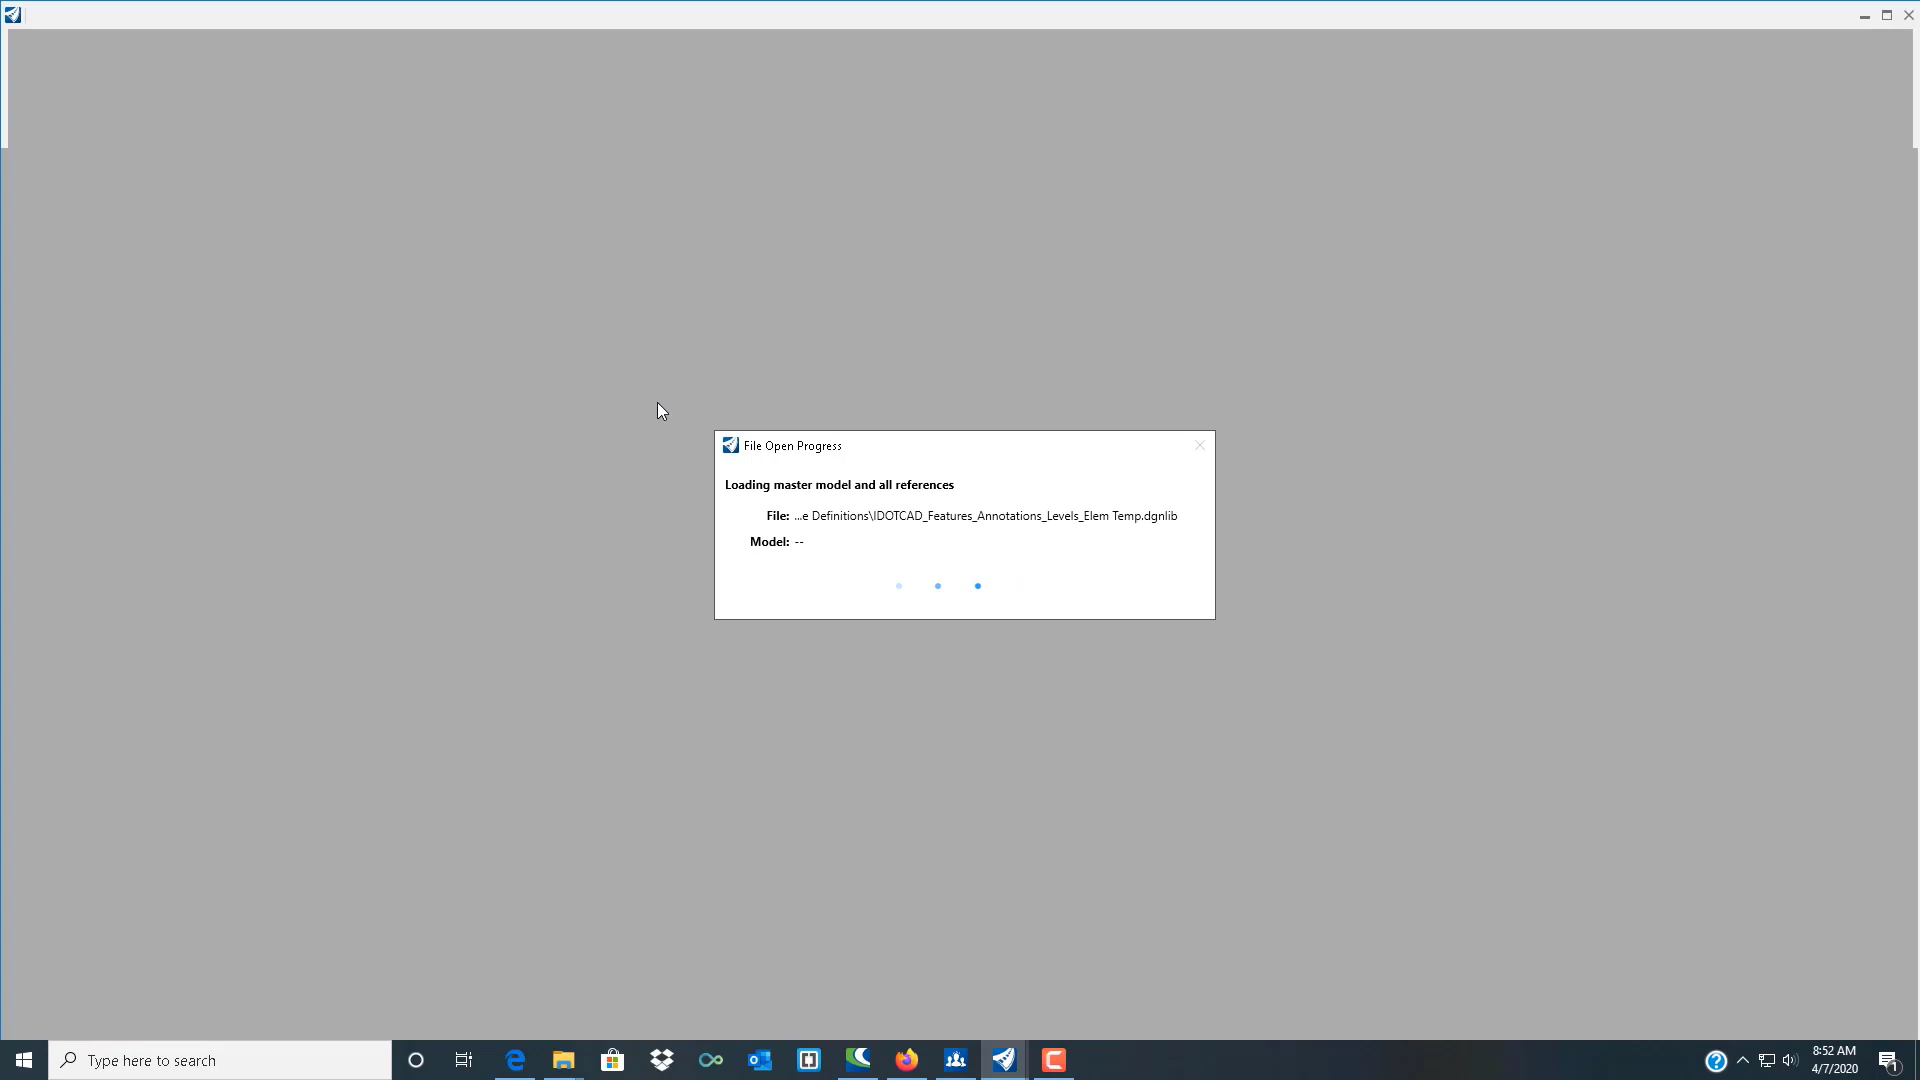 File Open Progress
Loading master model and all references
File: ...e Definitions\IDOTCAD_Features_Annotations_Levels_Elem Temp.dgnlib
Model: --
Type here to search
8:52 AM
4/7/2020
1